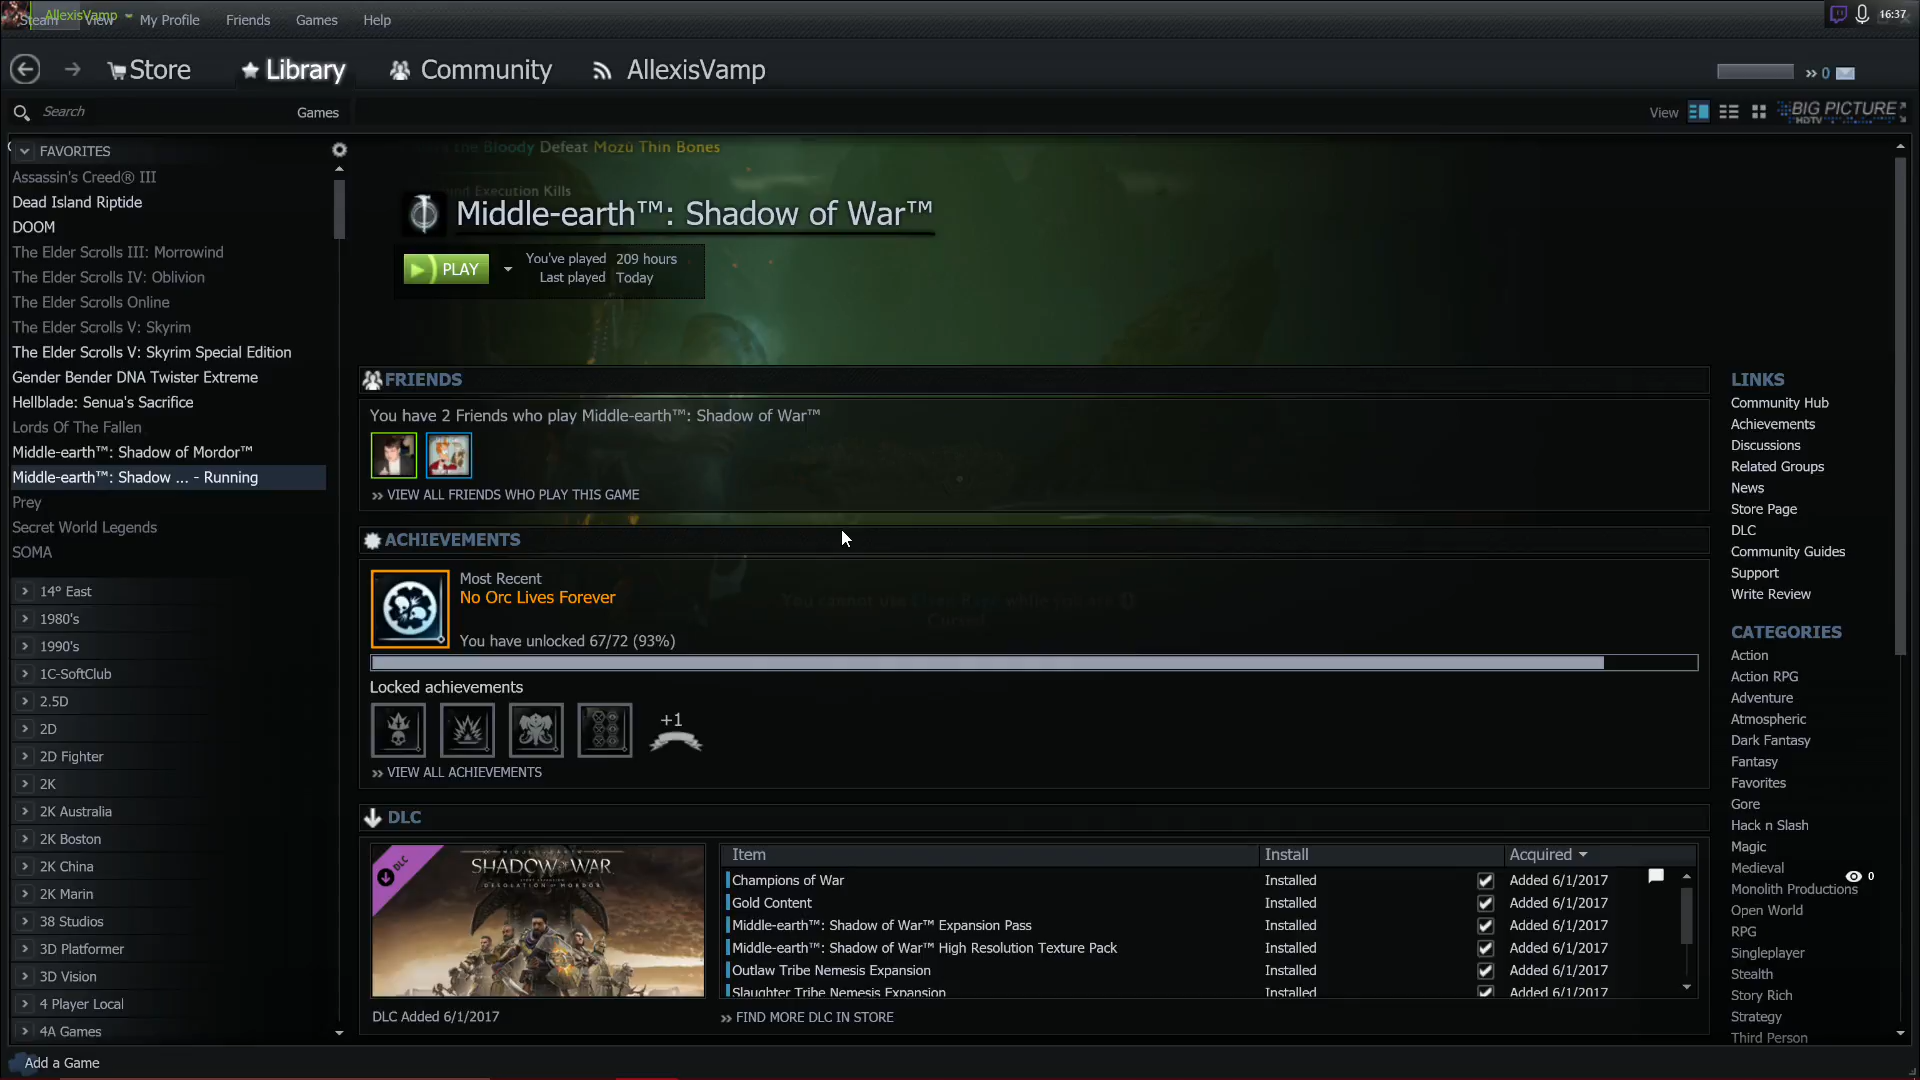 Steam View My Profile Friends Games Help
AllexisVamp
16:37
Store Library Community AllexisVamp
0
Search Games
View BIG PICTURE
HDTV
FAVORITES
Assassin's Creed® III
Dead Island Riptide
DOOM
The Elder Scrolls III: Morrowind
The Elder Scrolls IV: Oblivion
The Elder Scrolls Online
The Elder Scrolls V: Skyrim
The Elder Scrolls V: Skyrim Special Edition
Gender Bender DNA Twister Extreme
Hellblade: Senua's Sacrifice
Lords Of The Fallen
Middle-earth™: Shadow of Mordor™
Middle-earth™: Shadow ... - Running
Prey
Secret World Legends
SOMA
14° East
1980's
1990's
1C-SoftClub
2.5D
2D
2D Fighter
2K
2K Australia
2K Boston
2K China
2K Marin
38 Studios
3D Platformer
3D Vision
4 Player Local
4A Games
Add a Game
the Bloody Defeat Mozû Thin Bones
Execution Kills
Middle-earth™: Shadow of War™
PLAY
You've played 209 hours
Last played Today
FRIENDS
You have 2 Friends who play Middle-earth™: Shadow of War™
VIEW ALL FRIENDS WHO PLAY THIS GAME
ACHIEVEMENTS
Most Recent
No Orc Lives Forever
You cannot use
Cursed
You have unlocked 67/72 (93%)
Locked achievements
+1
VIEW ALL ACHIEVEMENTS
DLC
DLC
SHADOW OF WAR
DESOLATION OF MORDOR
DLC Added 6/1/2017
Item Install Acquired
Champions of War Installed Added 6/1/2017
Gold Content Installed Added 6/1/2017
Middle-earth™: Shadow of War™ Expansion Pass Installed Added 6/1/2017
Middle-earth™: Shadow of War™ High Resolution Texture Pack Installed Added 6/1/2017
Outlaw Tribe Nemesis Expansion Installed Added 6/1/2017
Slaughter Tribe Nemesis Expansion Installed Added 6/1/2017
FIND MORE DLC IN STORE
LINKS
Community Hub
Achievements
Discussions
Related Groups
News
Store Page
DLC
Community Guides
Support
Write Review
CATEGORIES
Action
Action RPG
Adventure
Atmospheric
Dark Fantasy
Fantasy
Favorites
Gore
Hack n Slash
Magic
Medieval
0
Monolith Productions
Open World
RPG
Singleplayer
Stealth
Story Rich
Strategy
Third Person